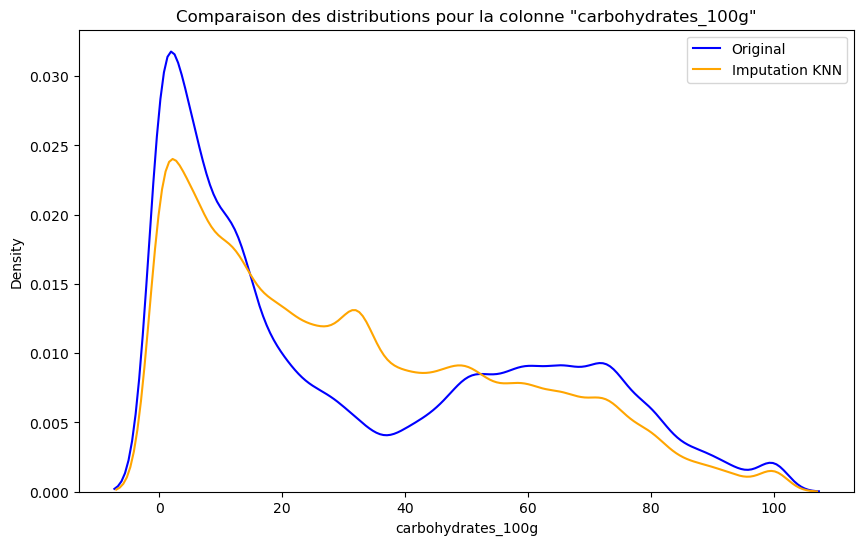 Comparaison des distributions pour la colonne "carbohydrates_100g"
Original
Imputation KNN
0.030
0.025
0.020
0.015
0.010
0.005
0.000
Density
0 20 40 60 80 100
carbohydrates_100g